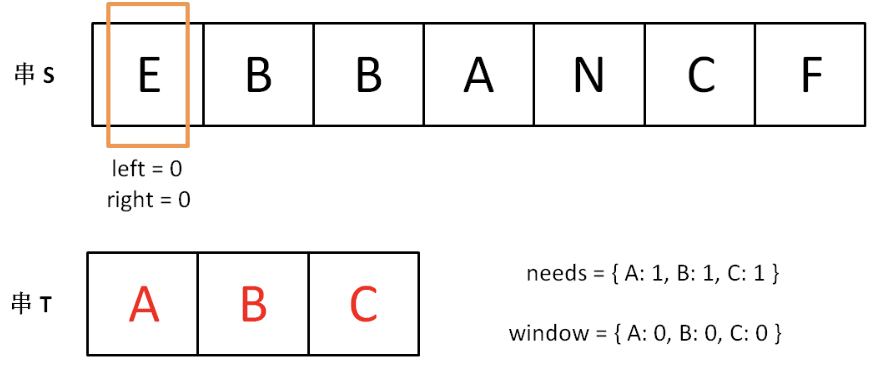 串 S E B B A N C F
left = 0
right = 0
串 T A B C
needs = { A: 1, B: 1, C: 1 }
window = { A: 0, B: 0, C: 0 }